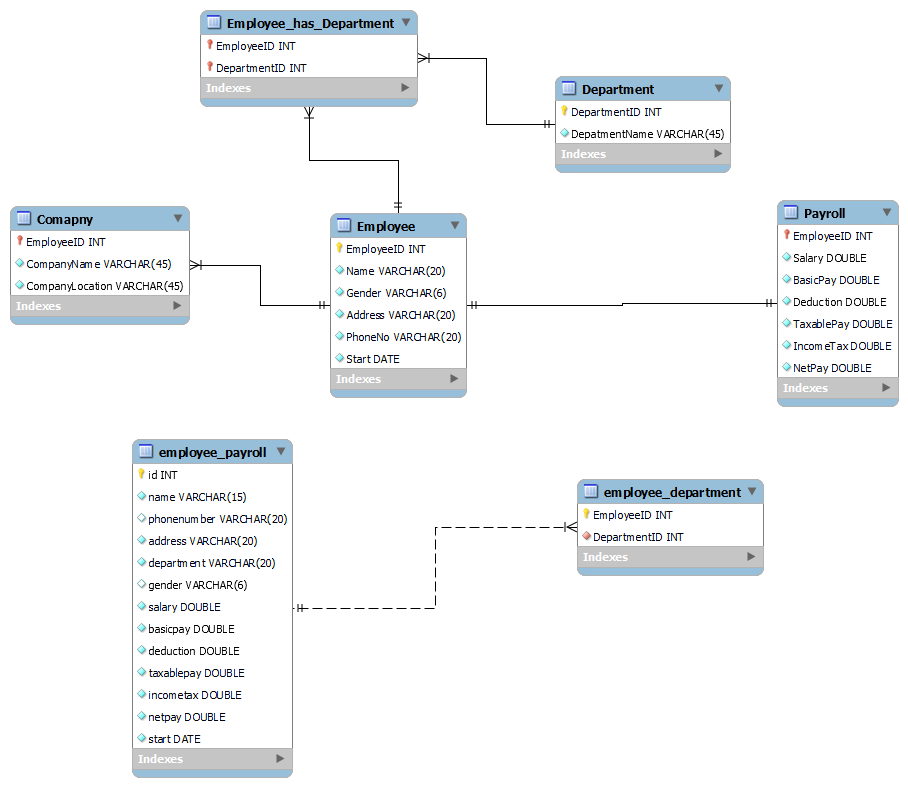 Employee_has_Department
EmployeeID INT
DepartmentID INT
Indexes
Department
DepartmentID INT
DepatmentName VARCHAR(45)
Indexes
Comapny
EmployeeID INT
CompanyName VARCHAR(45)
CompanyLocation VARCHAR(45)
Indexes
Employee
EmployeeID INT
Name VARCHAR(20)
Gender VARCHAR(6)
Address VARCHAR(20)
PhoneNo VARCHAR(20)
Start DATE
Indexes
Payroll
EmployeeID INT
Salary DOUBLE
BasicPay DOUBLE
Deduction DOUBLE
TaxablePay DOUBLE
IncomeTax DOUBLE
NetPay DOUBLE
Indexes
employee_payroll
id INT
name VARCHAR(15)
phonenumber VARCHAR(20)
address VARCHAR(20)
department VARCHAR(20)
gender VARCHAR(6)
salary DOUBLE
basicpay DOUBLE
deduction DOUBLE
taxablepay DOUBLE
incometax DOUBLE
netpay DOUBLE
start DATE
Indexes
employee_department
EmployeeID INT
DepartmentID INT
Indexes